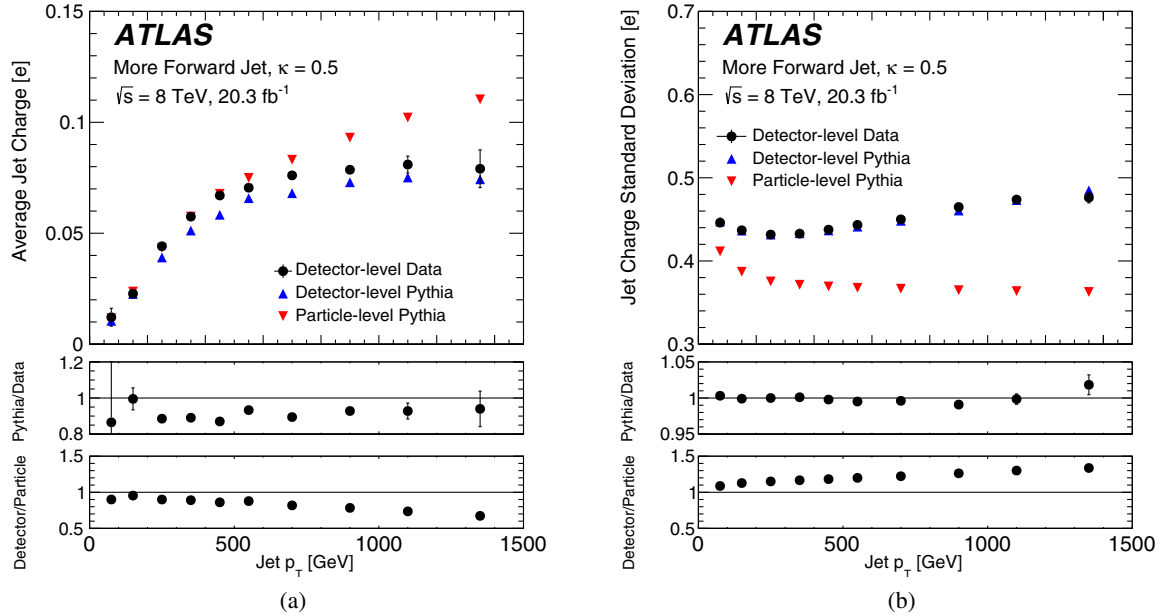 ATLAS
More Forward Jet, κ = 0.5
√s = 8 TeV, 20.3 fb⁻¹
Average Jet Charge [e]
0.15
0.1
0.05
0
Detector-level Data
Detector-level Pythia
Particle-level Pythia
Pythia/Data
1.2
1
0.8
Detector/Particle
1.5
1
0.5
0 500 1000 1500
Jet p_T [GeV]
(a)
ATLAS
More Forward Jet, κ = 0.5
√s = 8 TeV, 20.3 fb⁻¹
Jet Charge Standard Deviation [e]
0.7
0.6
0.5
0.4
0.3
Detector-level Data
Detector-level Pythia
Particle-level Pythia
Pythia/Data
1.05
1
0.95
Detector/Particle
1.5
1
0.5
0 500 1000 1500
Jet p_T [GeV]
(b)